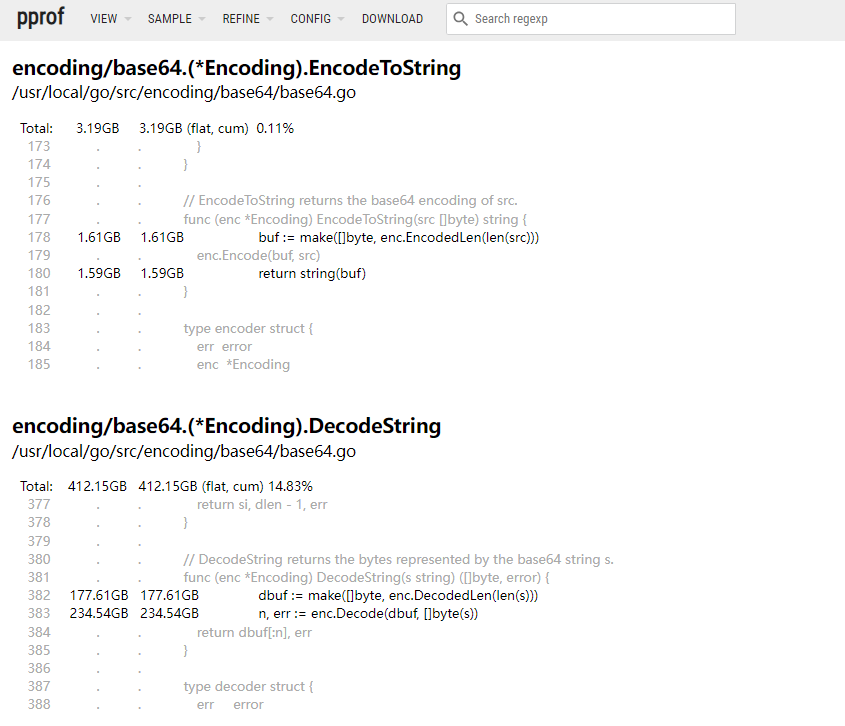 pprof VIEW SAMPLE REFINE CONFIG DOWNLOAD Search regexp
encoding/base64.(*Encoding).EncodeToString
/usr/local/go/src/encoding/base64/base64.go
Total: 3.19GB 3.19GB (flat, cum) 0.11%
173 . . }
174 . . }
175 . .
176 . . // EncodeToString returns the base64 encoding of src.
177 . . func (enc *Encoding) EncodeToString(src []byte) string {
178 1.61GB 1.61GB buf := make([]byte, enc.EncodedLen(len(src)))
179 . . enc.Encode(buf, src)
180 1.59GB 1.59GB return string(buf)
181 . . }
182 . .
183 . . type encoder struct {
184 . . err error
185 . . enc *Encoding
encoding/base64.(*Encoding).DecodeString
/usr/local/go/src/encoding/base64/base64.go
Total: 412.15GB 412.15GB (flat, cum) 14.83%
377 . . return si, dlen - 1, err
378 . . }
379 . .
380 . . // DecodeString returns the bytes represented by the base64 string s.
381 . . func (enc *Encoding) DecodeString(s string) ([]byte, error) {
382 177.61GB 177.61GB dbuf := make([]byte, enc.DecodedLen(len(s)))
383 234.54GB 234.54GB n, err := enc.Decode(dbuf, []byte(s))
384 . . return dbuf[:n], err
385 . . }
386 . .
387 . . type decoder struct {
388 . . err error